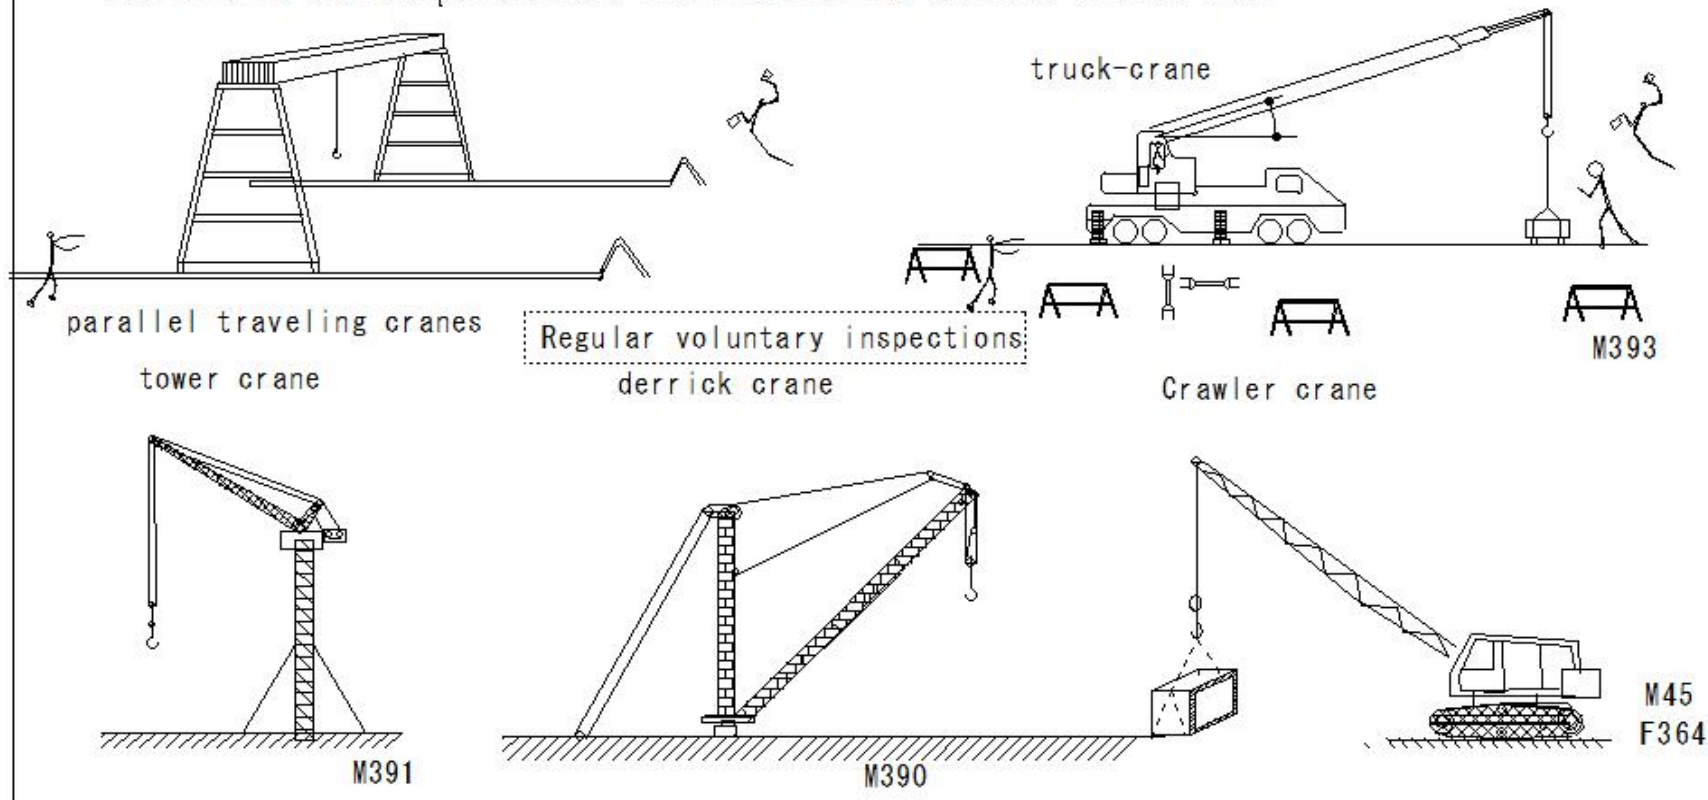 truck-crane
parallel traveling cranes
Regular voluntary inspections
M393
tower crane
derrick crane
Crawler crane
M45
F364
M391
M390